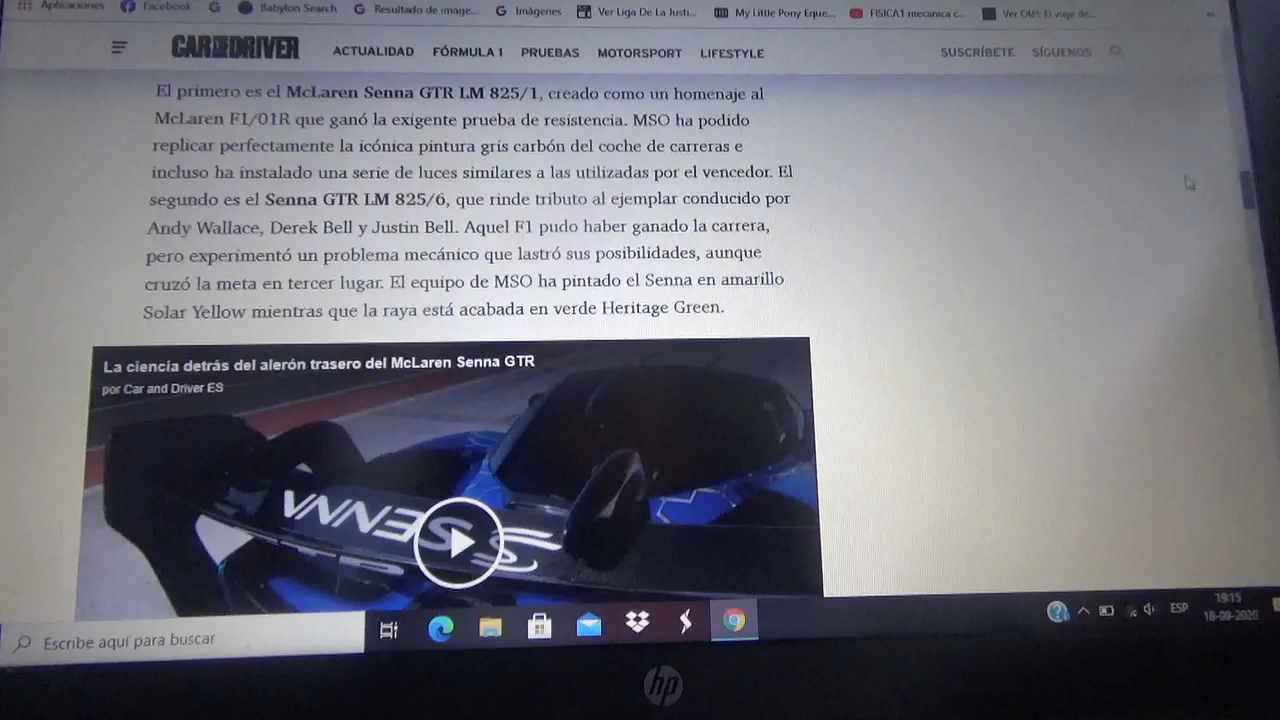 Aplicaciones Facebook Babylon Search Resultado de image... Imágenes Ver Liga De La Justi... My Little Pony Eque... FISICA1 mecanica c... Ver Olé! El viaje de...
CAR AND DRIVER ACTUALIDAD FÓRMULA 1 PRUEBAS MOTORSPORT LIFESTYLE SUSCRÍBETE SÍGUENOS
El primero es el McLaren Senna GTR LM 825/1, creado como un homenaje al
McLaren F1/01R que ganó la exigente prueba de resistencia. MSO ha podido
replicar perfectamente la icónica pintura gris carbón del coche de carreras e
incluso ha instalado una serie de luces similares a las utilizadas por el vencedor. El
segundo es el Senna GTR LM 825/6, que rinde tributo al ejemplar conducido por
Andy Wallace, Derek Bell y Justin Bell. Aquel F1 pudo haber ganado la carrera,
pero experimentó un problema mecánico que lastró sus posibilidades, aunque
cruzó la meta en tercer lugar. El equipo de MSO ha pintado el Senna en amarillo
Solar Yellow mientras que la raya está acabada en verde Heritage Green.
La ciencia detrás del alerón trasero del McLaren Senna GTR
por Car and Driver ES
SENNA
Escribe aquí para buscar
ESP
19:15
18-09-2020
hp